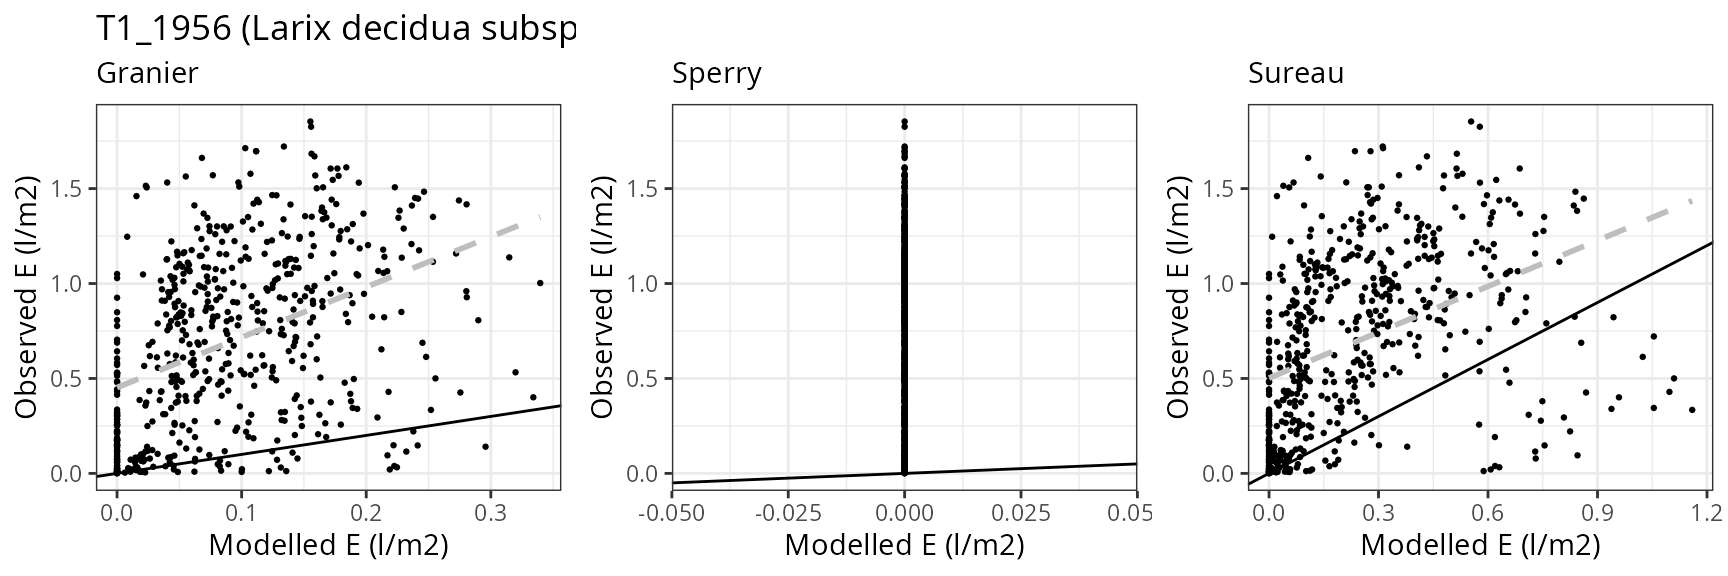 T1_1956 (Larix decidua subsp
Granier
Sperry
Sureau
Observed E (l/m2)
1.5
1.0
0.5
0.0
0.0
0.1
0.2
0.3
Modelled E (l/m2)
Observed E (l/m2)
1.5
1.0
0.5
0.0
-0.050
-0.025
0.000
0.025
0.05
Modelled E (l/m2)
Observed E (l/m2)
1.5
1.0
0.5
0.0
0.0
0.3
0.6
0.9
1.2
Modelled E (l/m2)